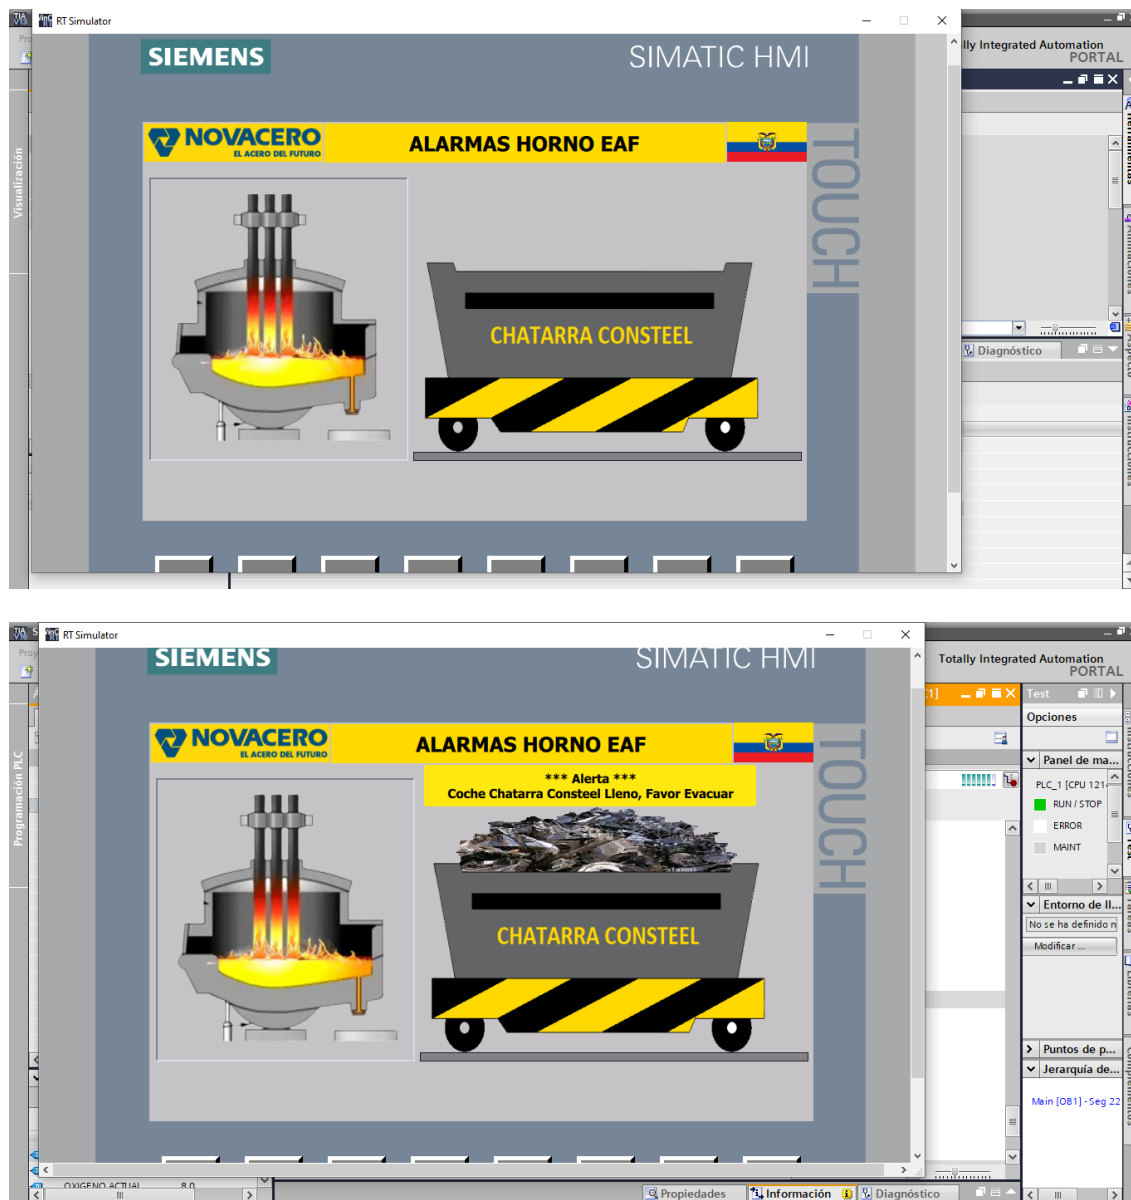 RT Simulator
Totally Integrated Automation
PORTAL
SIEMENS
SIMATIC HMI
NOVACERO
EL ACERO DEL FUTURO
ALARMAS HORNO EAF
TOUCH
Visualización
CHATARRA CONSTEEL
Diagnóstico
RT Simulator
Totally Integrated Automation
PORTAL
SIEMENS
SIMATIC HMI
Test
Opciones
NOVACERO
EL ACERO DEL FUTURO
ALARMAS HORNO EAF
TOUCH
*** Alerta ***
Coche Chatarra Consteel Lleno, Favor Evacuar
Programación PLC
CHATARRA CONSTEEL
Panel de ma...
PLC_1 [CPU 121
RUN / STOP
ERROR
MAINT
Entorno de ll...
No se ha definido n
Modificar ...
Puntos de p...
Jerarquía de...
Main [OB1] - Seg 22
OXIGENO ACTUAL 8.0
Propiedades
Información
Diagnóstico